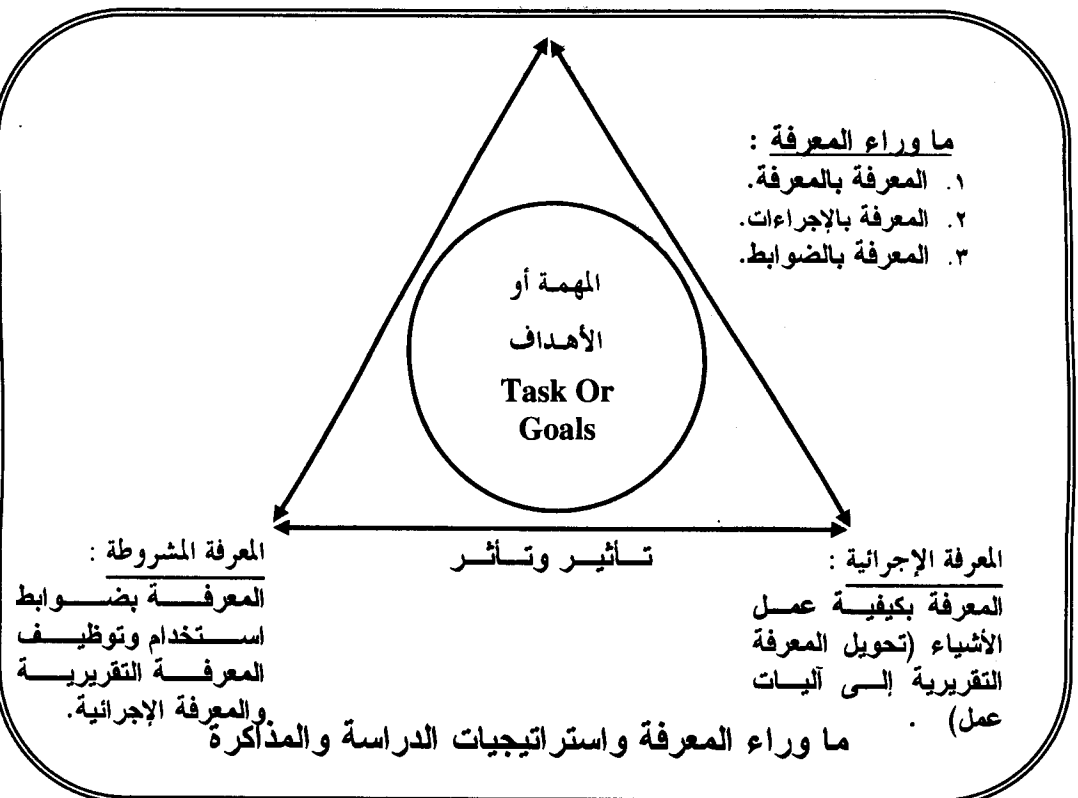 ما وراء المعرفة :
١. المعرفة بالمعرفة.
٢. المعرفة بالإجراءات.
٣. المعرفة بالضوابط.
المهمة أو
الأهداف
Task Or
Goals
تأثير وتأثر
المعرفة الإجرائية :
المعرفة بكيفية عمل
الأشياء (تحويل المعرفة
التقريرية إلى آليات
عمل) .
المعرفة المشروطة :
المعرفة بضوابط
استخدام وتوظيف
المعرفة التقريرية
والمعرفة الإجرائية.
ما وراء المعرفة واستراتيجيات الدراسة والمذاكرة